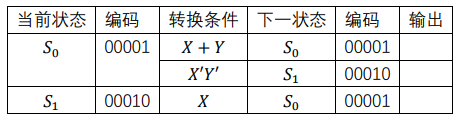 当前状态 编码 转换条件 下一状态 编码 输出
S₀ 00001 X + Y S₀ 00001
X′Y′ S₁ 00010
S₁ 00010 X S₀ 00001